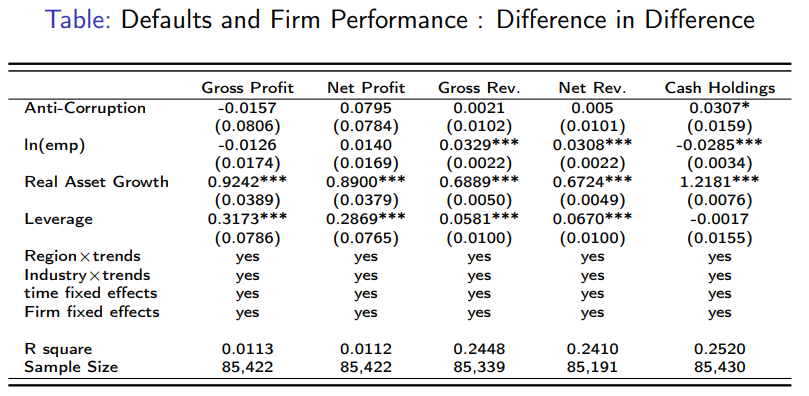 Table: Defaults and Firm Performance : Difference in Difference
Gross Profit Net Profit Gross Rev. Net Rev. Cash Holdings
Anti-Corruption -0.0157 0.0795 0.0021 0.005 0.0307*
(0.0806) (0.0784) (0.0102) (0.0101) (0.0159)
ln(emp) -0.0126 0.0140 0.0329*** 0.0308*** -0.0285***
(0.0174) (0.0169) (0.0022) (0.0022) (0.0034)
Real Asset Growth 0.9242*** 0.8900*** 0.6889*** 0.6724*** 1.2181***
(0.0389) (0.0379) (0.0050) (0.0049) (0.0076)
Leverage 0.3173*** 0.2869*** 0.0581*** 0.0670*** -0.0017
(0.0786) (0.0765) (0.0100) (0.0100) (0.0155)
Region×trends yes yes yes yes yes
Industry×trends yes yes yes yes yes
time fixed effects yes yes yes yes yes
Firm fixed effects yes yes yes yes yes
R square 0.0113 0.0112 0.2448 0.2410 0.2520
Sample Size 85,422 85,422 85,339 85,191 85,430